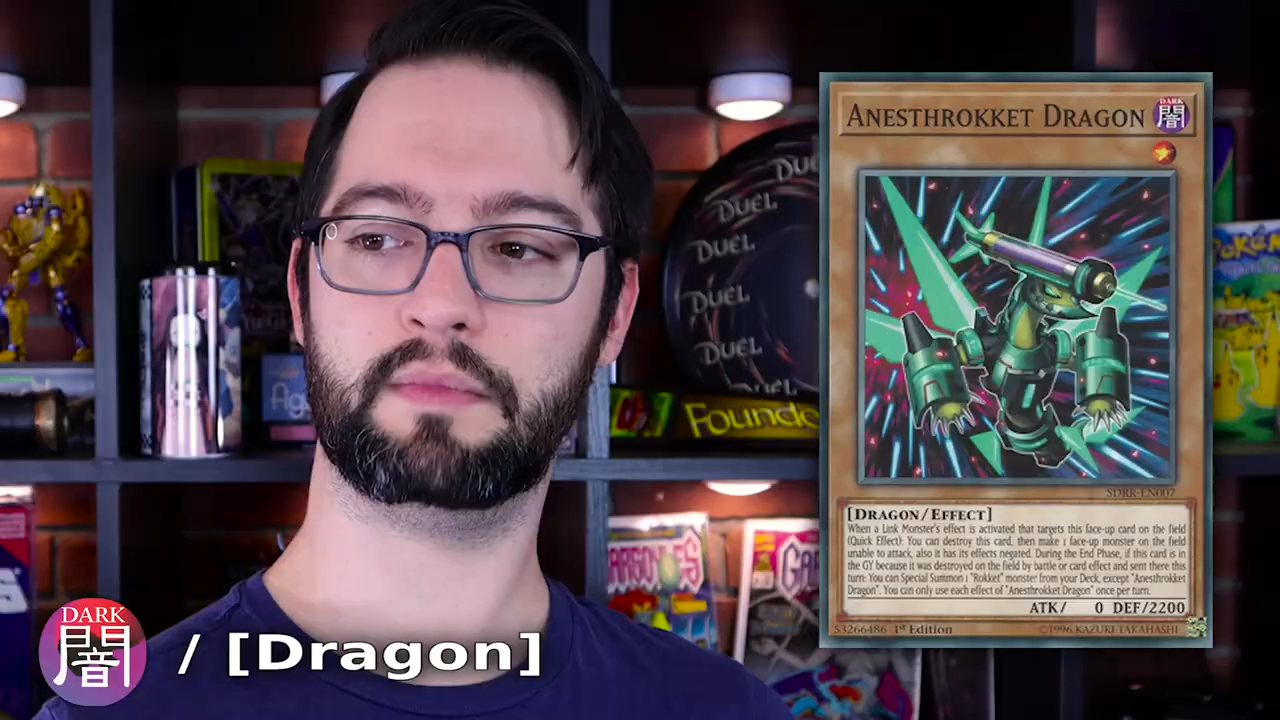 ANESTHROKKET DRAGON
DARK
闇
SDRR-EN007
[DRAGON/EFFECT]
When a Link Monster's effect is activated that targets this face-up card on the field
(Quick Effect): You can destroy this card, then make 1 face-up monster on the field
unable to attack, also it has its effects negated. During the End Phase, if this card is in
the GY because it was destroyed on the field by battle or card effect and sent there this
turn: You can Special Summon 1 "Rokket" monster from your Deck, except "Anesthrokket
Dragon". You can only use each effect of "Anesthrokket Dragon" once per turn.
ATK/ 0 DEF/2200
53266486 1st Edition ©1996 KAZUKI TAKAHASHI
DUEL
DUEL
DUEL
DUEL
DUEL
Founde
DARK
闇 / [Dragon]